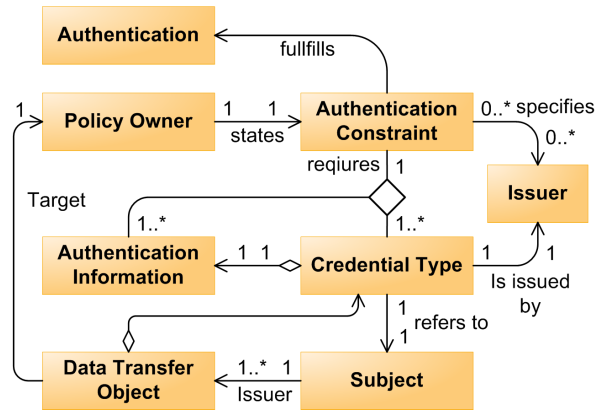 Authentication
fullfills
1
Policy Owner
1
1
states
Authentication
Constraint
0..* specifies
0..*
reqiures
1
Issuer
Target
1..*
1..*
Authentication
Information
1
1
Credential Type
1
1
Is issued
by
1
refers to
1
Data Transfer
Object
1..*
1
Issuer
Subject